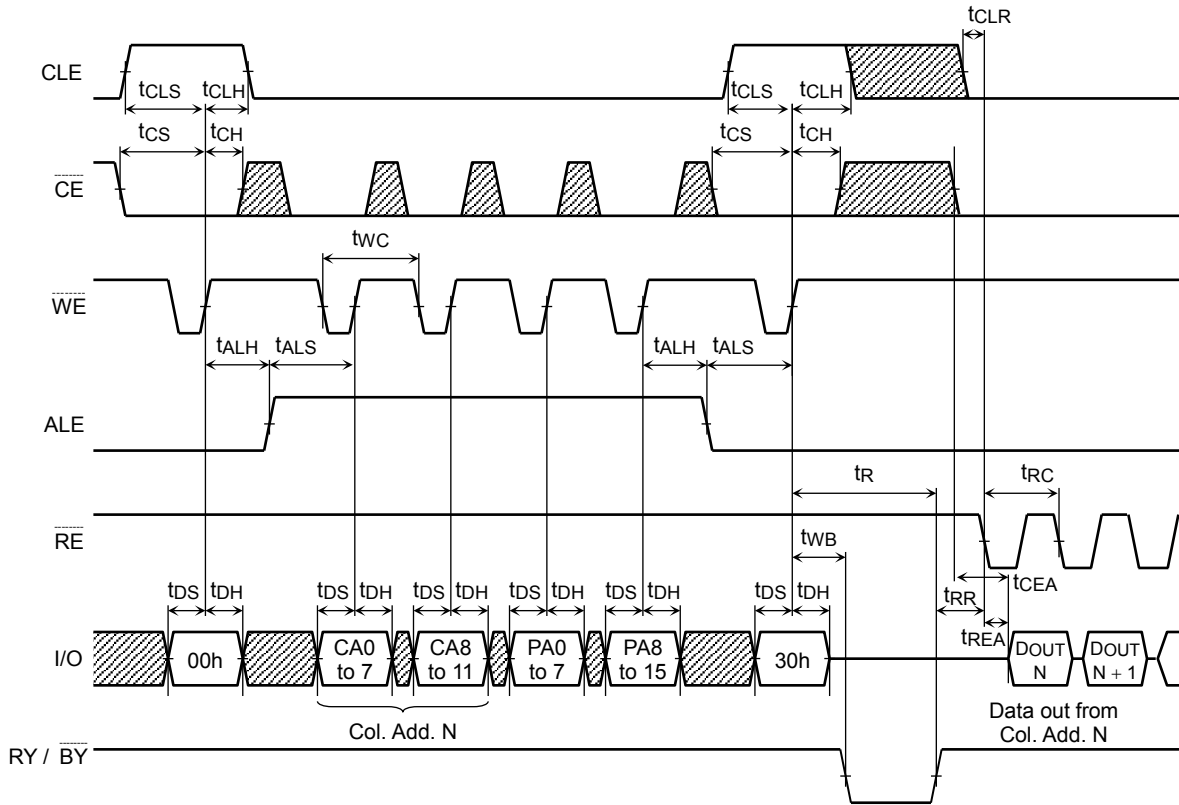 tCLR
CLE
tCLS tCLH tCLS tCLH
tCS tCH tCS tCH
CE
tWC
WE
tALH tALS tALH tALS
ALE
tR tRC
RE
tWB
tDS tDH tDS tDH tDS tDH tDS tDH tDS tDH tDS tDH tRR tCEA
tREA
I/O 00h CA0 to 7 CA8 to 11 PA0 to 7 PA8 to 15 30h DOUT N DOUT N + 1
Col. Add. N
Data out from
Col. Add. N
RY / BY